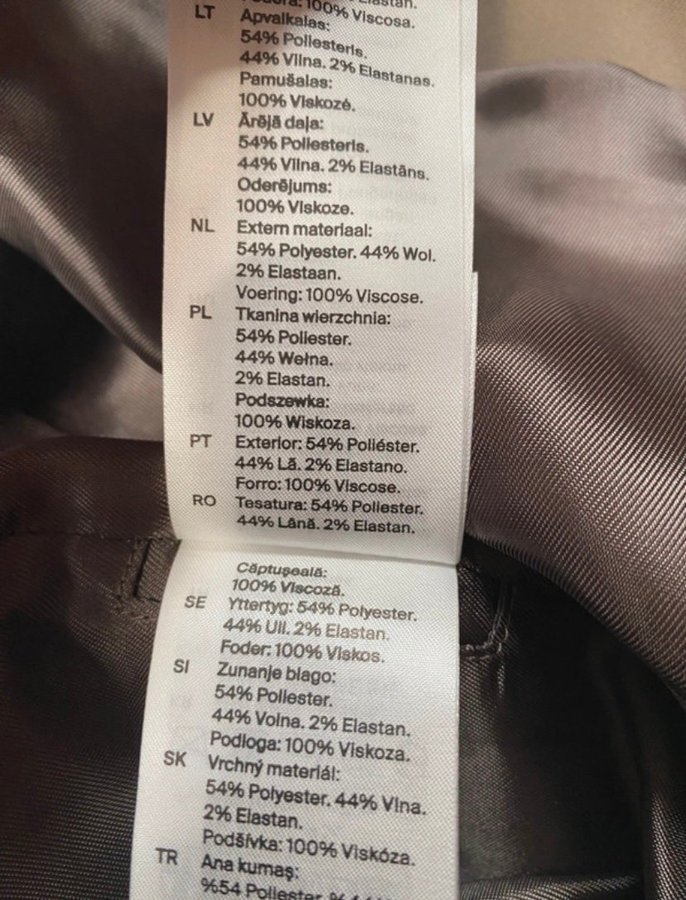 100% Viscosa.
LT Apvalkalas:
54% Poliesteris.
44% Vilna. 2% Elastanas.
Pamušalas:
100% Viskozė.
LV Ārējā daļa:
54% Poliesteris.
44% Vilna. 2% Elastāns.
Oderējums:
100% Viskoze.
NL Extern materiaal:
54% Polyester. 44% Wol.
2% Elastaan.
Voering: 100% Viscose.
PL Tkanina wierzchnia:
54% Poliester.
44% Wełna.
2% Elastan.
Podszewka:
100% Wiskoza.
PT Exterior: 54% Poliéster.
44% Lã. 2% Elastano.
Forro: 100% Viscose.
RO Tesatura: 54% Poliester.
44% Lână. 2% Elastan.
Căptuşeală:
100% Viscoză.
SE Yttertyg: 54% Polyester.
44% Ull. 2% Elastan.
Foder: 100% Viskos.
SI Zunanje blago:
54% Poliester.
44% Volna. 2% Elastan.
Podloga: 100% Viskoza.
SK Vrchný materiál:
54% Polyester. 44% Vlna.
2% Elastan.
Podšívka: 100% Viskóza.
TR Ana kumaş:
%54 Poliester.